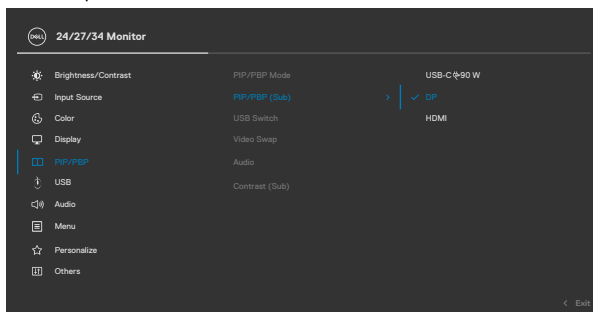 DELL 24/27/34 Monitor
Brightness/Contrast PIP/PBP Mode USB-C 90 W
Input Source PIP/PBP (Sub) > DP
Color USB Switch HDMI
Display Video Swap
PIP/PBP Audio
USB Contrast (Sub)
Audio
Menu
Personalize
Others
< Exit